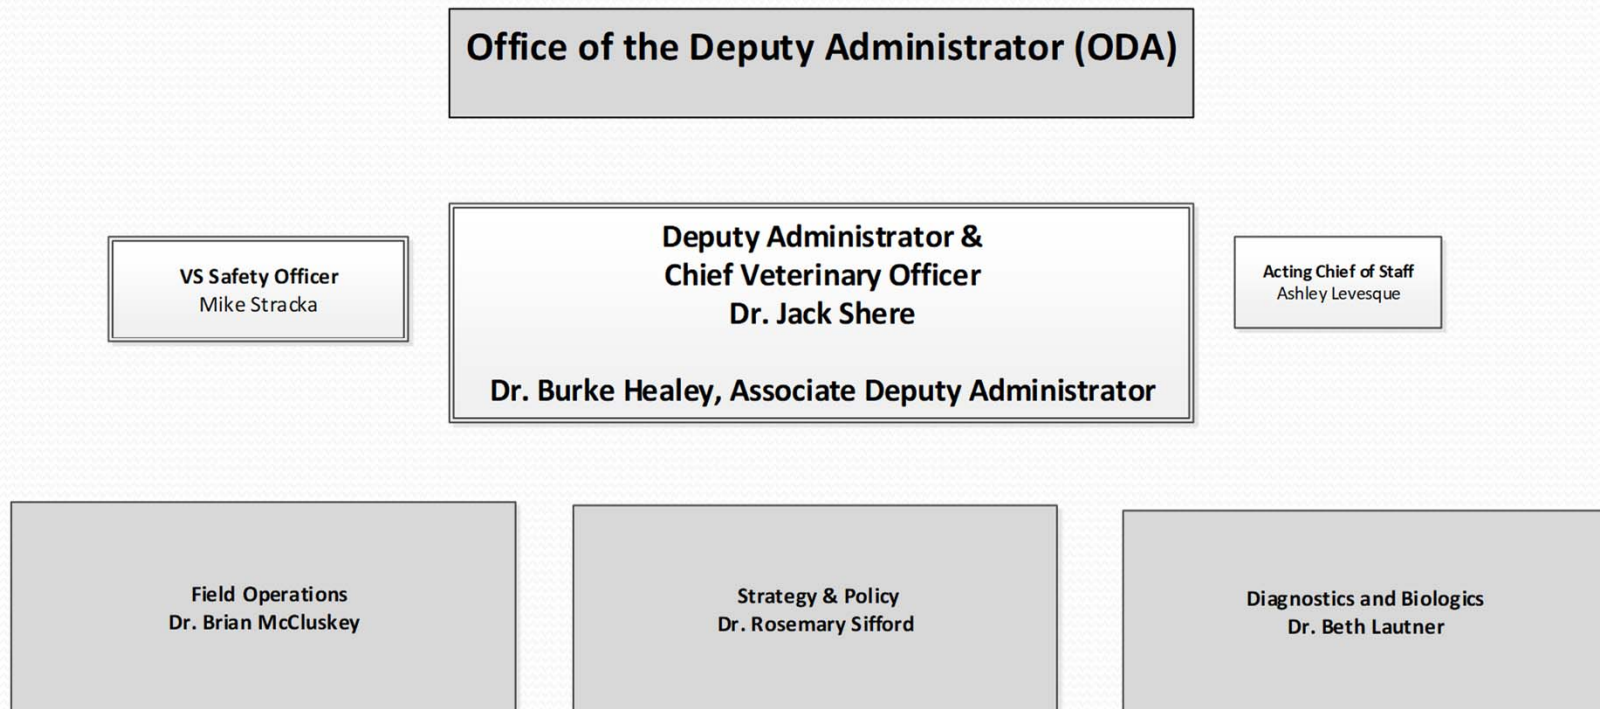 Office of the Deputy Administrator (ODA)
VS Safety Officer
Mike Stracka
Deputy Administrator &
Chief Veterinary Officer
Dr. Jack Shere
Dr. Burke Healey, Associate Deputy Administrator
Acting Chief of Staff
Ashley Levesque
Field Operations
Dr. Brian McCluskey
Strategy & Policy
Dr. Rosemary Sifford
Diagnostics and Biologics
Dr. Beth Lautner